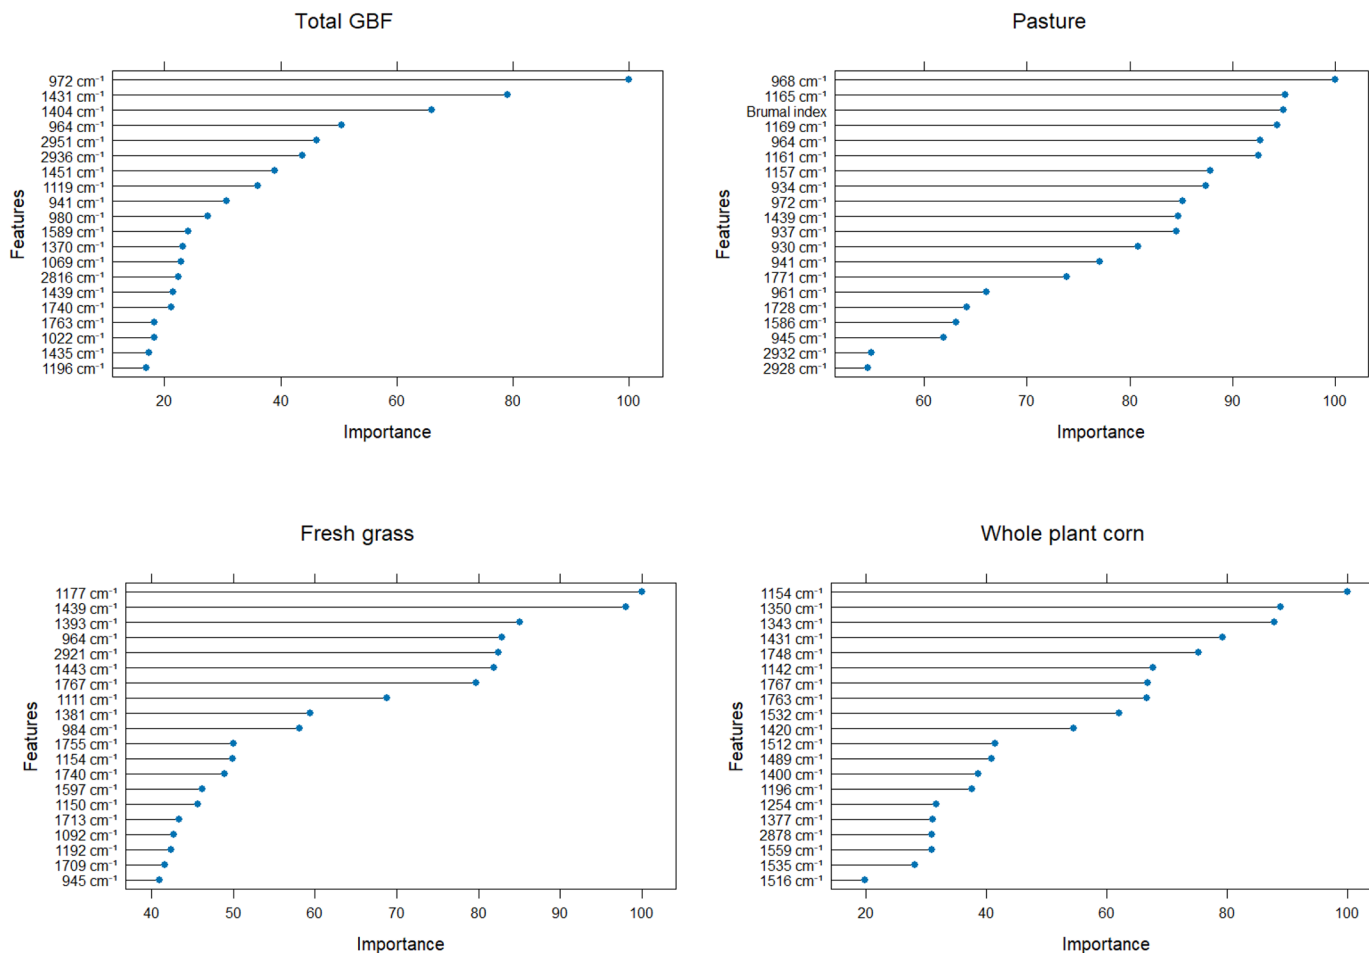 Total GBF
972 cm⁻¹
1431 cm⁻¹
1404 cm⁻¹
964 cm⁻¹
2951 cm⁻¹
2936 cm⁻¹
1451 cm⁻¹
1119 cm⁻¹
941 cm⁻¹
980 cm⁻¹
1589 cm⁻¹
1370 cm⁻¹
1069 cm⁻¹
2816 cm⁻¹
1439 cm⁻¹
1740 cm⁻¹
1763 cm⁻¹
1022 cm⁻¹
1435 cm⁻¹
1196 cm⁻¹
Features
20 40 60 80 100
Importance
Pasture
968 cm⁻¹
1165 cm⁻¹
Brumal index
1169 cm⁻¹
964 cm⁻¹
1161 cm⁻¹
1157 cm⁻¹
934 cm⁻¹
972 cm⁻¹
1439 cm⁻¹
937 cm⁻¹
930 cm⁻¹
941 cm⁻¹
1771 cm⁻¹
961 cm⁻¹
1728 cm⁻¹
1586 cm⁻¹
945 cm⁻¹
2932 cm⁻¹
2928 cm⁻¹
Features
60 70 80 90 100
Importance
Fresh grass
1177 cm⁻¹
1439 cm⁻¹
1393 cm⁻¹
964 cm⁻¹
2921 cm⁻¹
1443 cm⁻¹
1767 cm⁻¹
1111 cm⁻¹
1381 cm⁻¹
984 cm⁻¹
1755 cm⁻¹
1154 cm⁻¹
1740 cm⁻¹
1597 cm⁻¹
1150 cm⁻¹
1713 cm⁻¹
1092 cm⁻¹
1192 cm⁻¹
1709 cm⁻¹
945 cm⁻¹
Features
40 50 60 70 80 90 100
Importance
Whole plant corn
1154 cm⁻¹
1350 cm⁻¹
1343 cm⁻¹
1431 cm⁻¹
1748 cm⁻¹
1142 cm⁻¹
1767 cm⁻¹
1763 cm⁻¹
1532 cm⁻¹
1420 cm⁻¹
1512 cm⁻¹
1489 cm⁻¹
1400 cm⁻¹
1196 cm⁻¹
1254 cm⁻¹
1377 cm⁻¹
2878 cm⁻¹
1559 cm⁻¹
1535 cm⁻¹
1516 cm⁻¹
Features
20 40 60 80 100
Importance